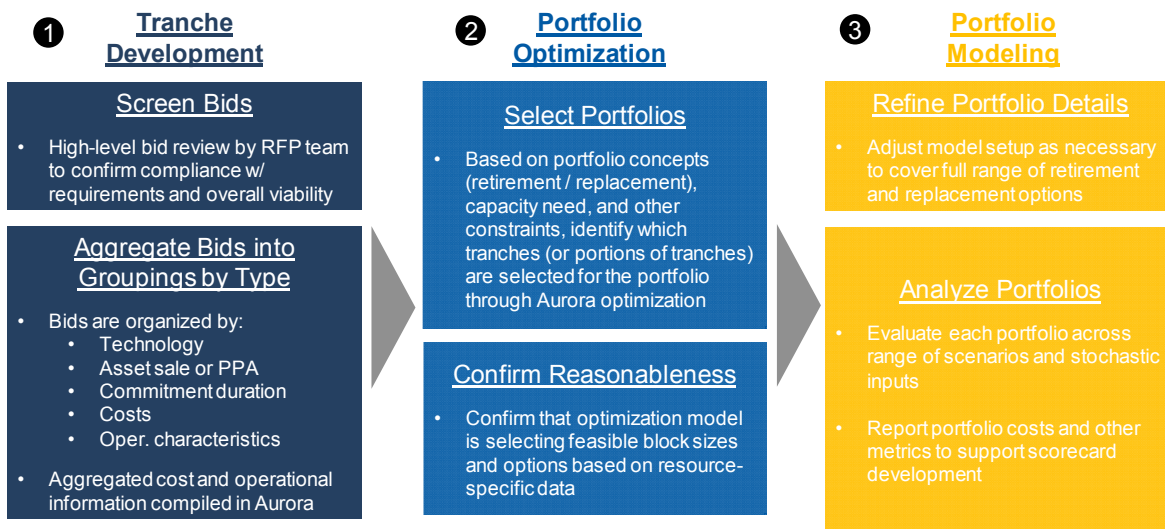 1
Tranche
Development
Screen Bids
• High-level bid review by RFP team
to confirm compliance w/
requirements and overall viability
Aggregate Bids into
Groupings by Type
• Bids are organized by:
• Technology
• Asset sale or PPA
• Commitment duration
• Costs
• Oper. characteristics
• Aggregated cost and operational
information compiled in Aurora
2
Portfolio
Optimization
Select Portfolios
• Based on portfolio concepts
(retirement / replacement),
capacity need, and other
constraints, identify which
tranches (or portions of tranches)
are selected for the portfolio
through Aurora optimization
Confirm Reasonableness
• Confirm that optimization model
is selecting feasible block sizes
and options based on resource-
specific data
3
Portfolio
Modeling
Refine Portfolio Details
• Adjust model setup as necessary
to cover full range of retirement
and replacement options
Analyze Portfolios
• Evaluate each portfolio across
range of scenarios and stochastic
inputs
• Report portfolio costs and other
metrics to support scorecard
development